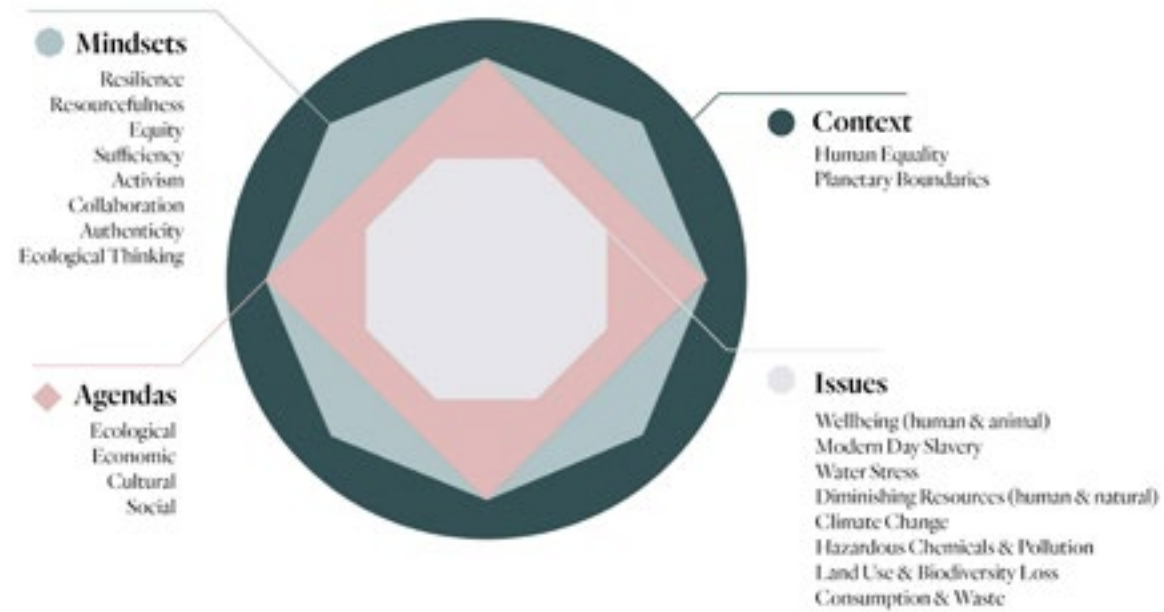 Mindsets
Resilience
Resourcefulness
Equity
Sufficiency
Activism
Collaboration
Authenticity
Ecological Thinking
Agendas
Ecological
Economic
Cultural
Social
Context
Human Equality
Planetary Boundaries
Issues
Wellbeing (human & animal)
Modern Day Slavery
Water Stress
Diminishing Resources (human & natural)
Climate Change
Hazardous Chemicals & Pollution
Land Use & Biodiversity Loss
Consumption & Waste